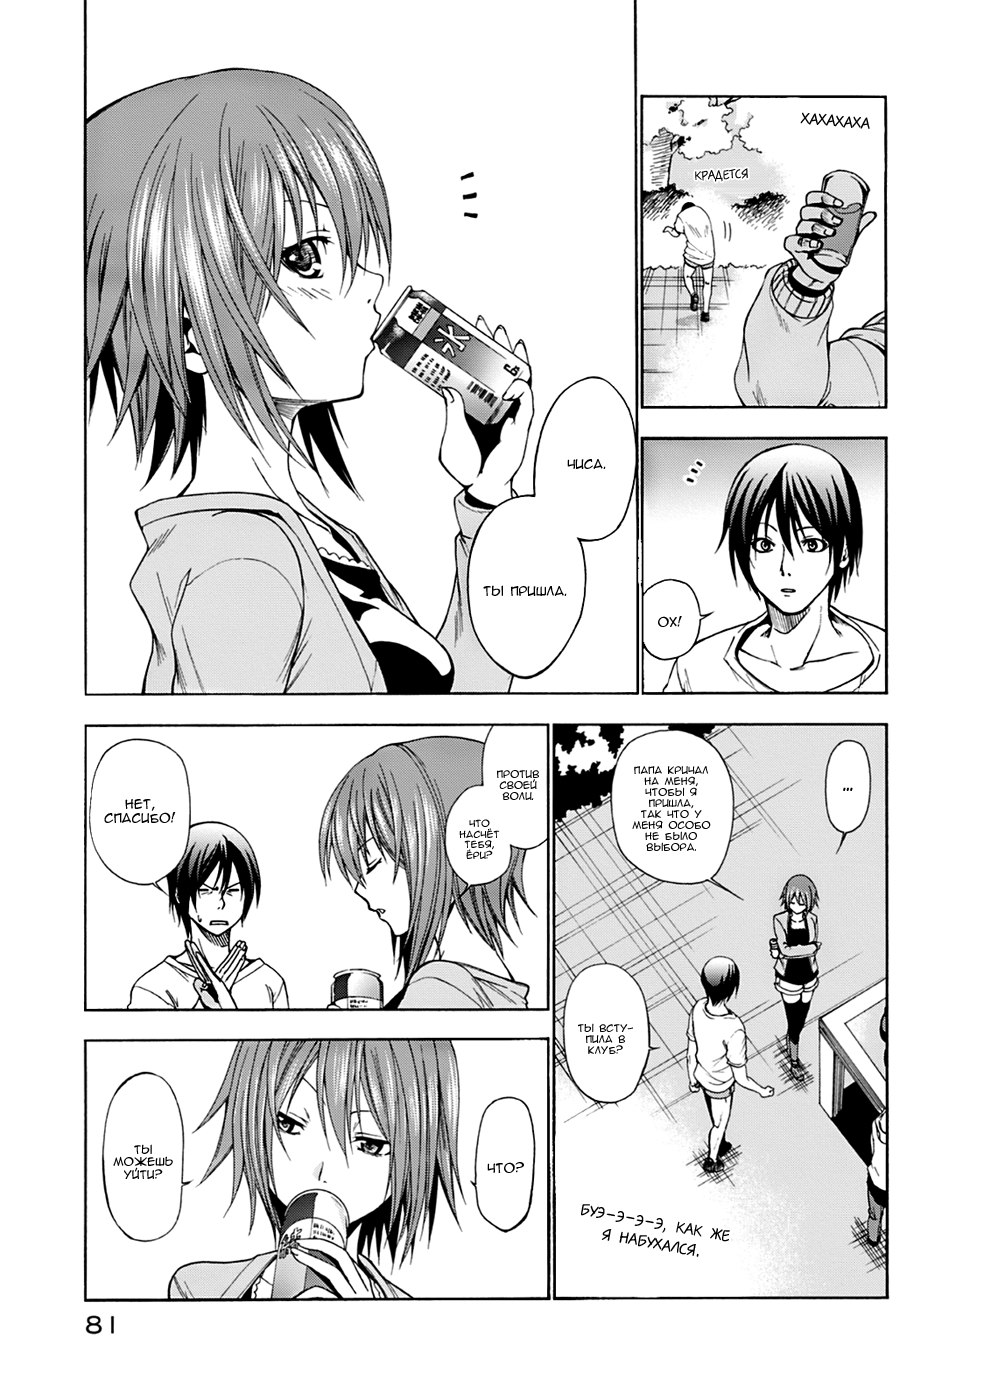 ХАХАХАХА
КРАДЕТСЯ
ОХ!
ЧИСА.
ТЫ ПРИШЛА.
氷
...
ПАПА КРИЧАЛ
НА МЕНЯ,
ЧТОБЫ Я
ПРИШЛА,
ТАК ЧТО У
МЕНЯ ОСОБО
НЕ БЫЛО
ВЫБОРА.
ТЫ ВСТУ-
ПИЛА В
КЛУБ?
БУЭ-Э-Э-Э, КАК ЖЕ
Я НАБУХАЛСЯ.
ПРОТИВ
СВОЕЙ
ВОЛИ.
ЧТО
НАСЧЁТ
ТЕБЯ,
ЁРИ?
НЕТ,
СПАСИБО!
ЧТО?
ТЫ
МОЖЕШЬ
УЙТИ?
81